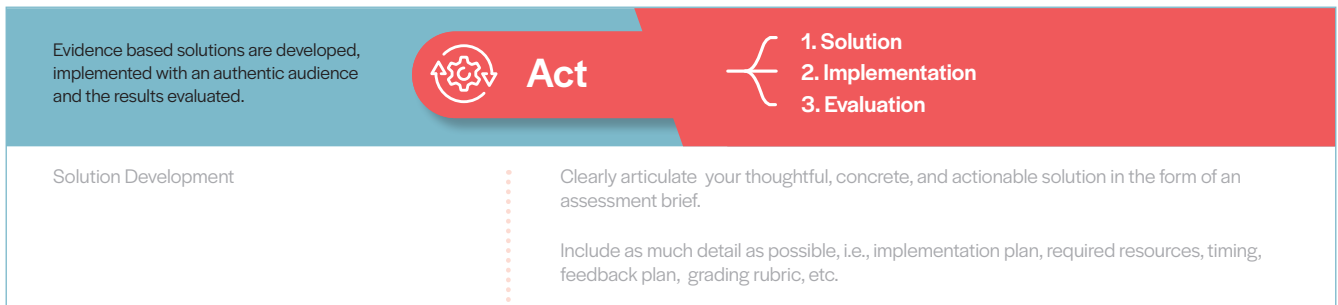 Evidence based solutions are developed,
implemented with an authentic audience
and the results evaluated.
Act
1. Solution
2. Implementation
3. Evaluation
Solution Development
Clearly articulate  your thoughtful, concrete, and actionable solution in the form of an
assessment brief.
Include as much detail as possible, i.e., implementation plan, required resources, timing,
feedback plan,  grading rubric, etc.